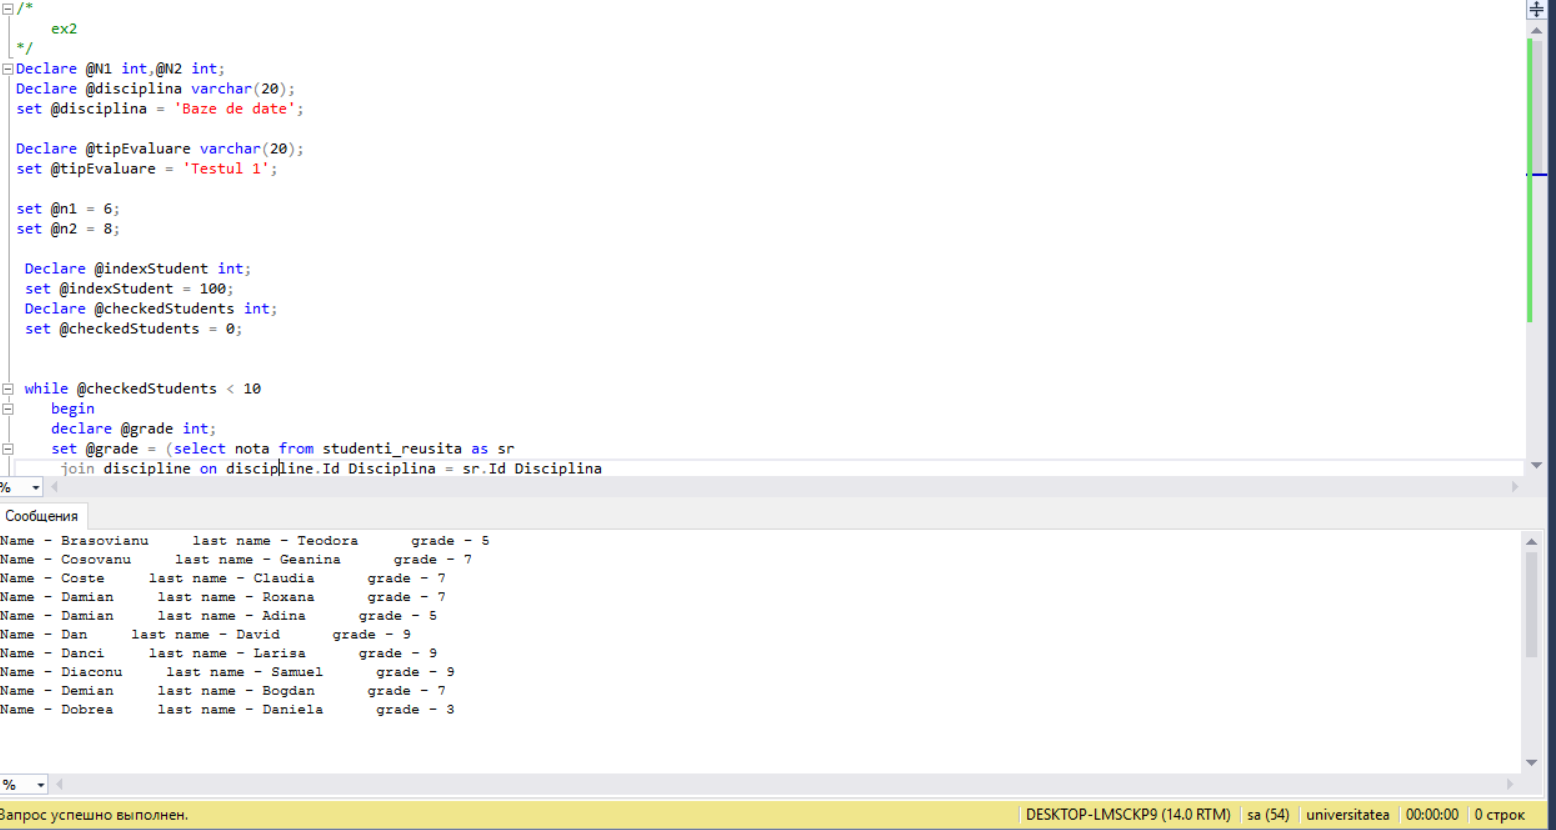 /*
ex2
*/
Declare @N1 int,@N2 int;
Declare @disciplina varchar(20);
set @disciplina = 'Baze de date';
Declare @tipEvaluare varchar(20);
set @tipEvaluare = 'Testul 1';
set @n1 = 6;
set @n2 = 8;
Declare @indexStudent int;
set @indexStudent = 100;
Declare @checkedStudents int;
set @checkedStudents = 0;
while @checkedStudents < 10
begin
declare @grade int;
set @grade = (select nota from studenti_reusita as sr
join discipline on discipline.Id Disciplina = sr.Id Disciplina
%
Сообщения
Name - Brasovianu last name - Teodora grade - 5
Name - Cosovanu last name - Geanina grade - 7
Name - Coste last name - Claudia grade - 7
Name - Damian last name - Roxana grade - 7
Name - Damian last name - Adina grade - 5
Name - Dan last name - David grade - 9
Name - Danci last name - Larisa grade - 9
Name - Diaconu last name - Samuel grade - 9
Name - Demian last name - Bogdan grade - 7
Name - Dobrea last name - Daniela grade - 3
%
Запрос успешно выполнен. DESKTOP-LMSCKP9 (14.0 RTM) sa (54) universitatea 00:00:00 0 строк